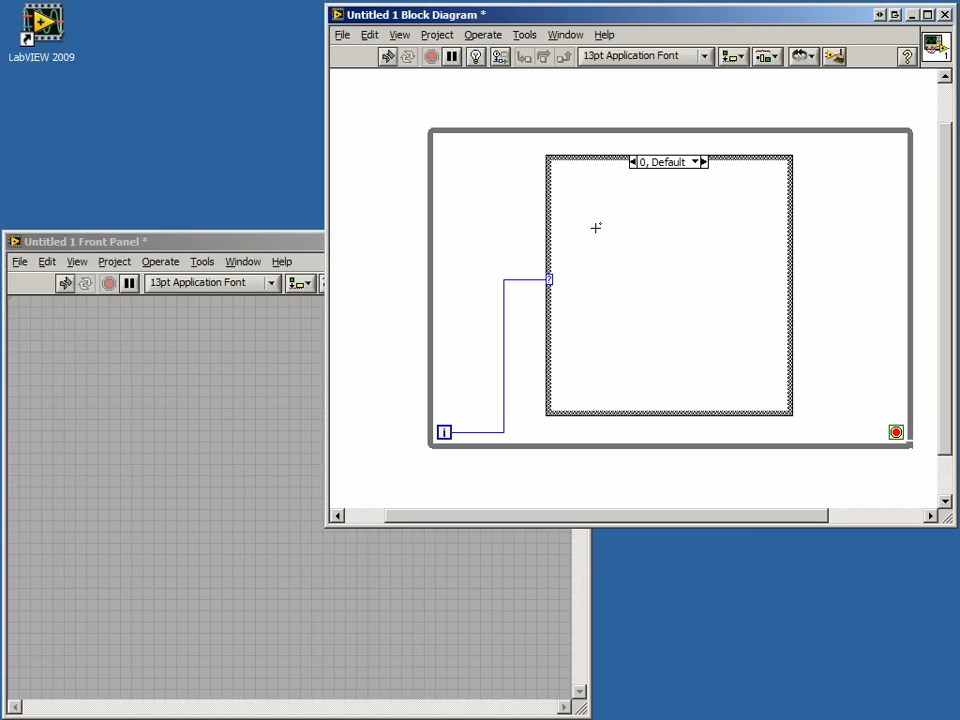 LabVIEW 2009
Untitled 1 Block Diagram *
File Edit View Project Operate Tools Window Help
13pt Application Font
?
1
0, Default
?
i
Untitled 1 Front Panel *
File Edit View Project Operate Tools Window Help
13pt Application Font